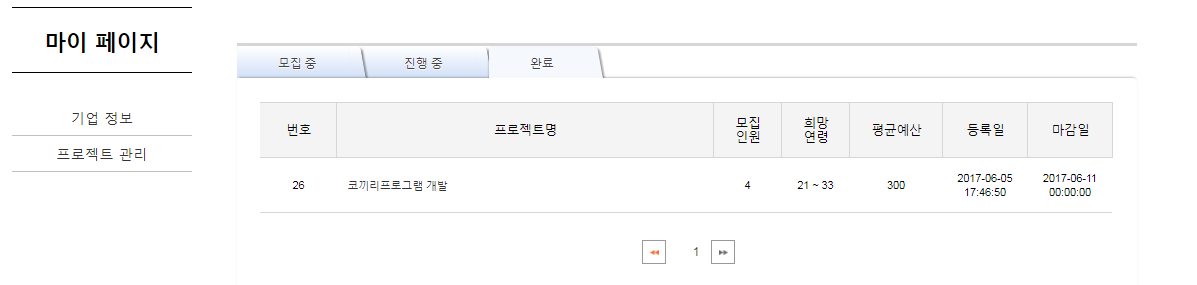 마이 페이지
기업 정보
프로젝트 관리
모집 중 진행 중 완료
번호 프로젝트명 모집 인원 희망 연령 평균예산 등록일 마감일
26 코끼리프로그램 개발 4 21 ~ 33 300 2017-06-05 17:46:50 2017-06-11 00:00:00
1